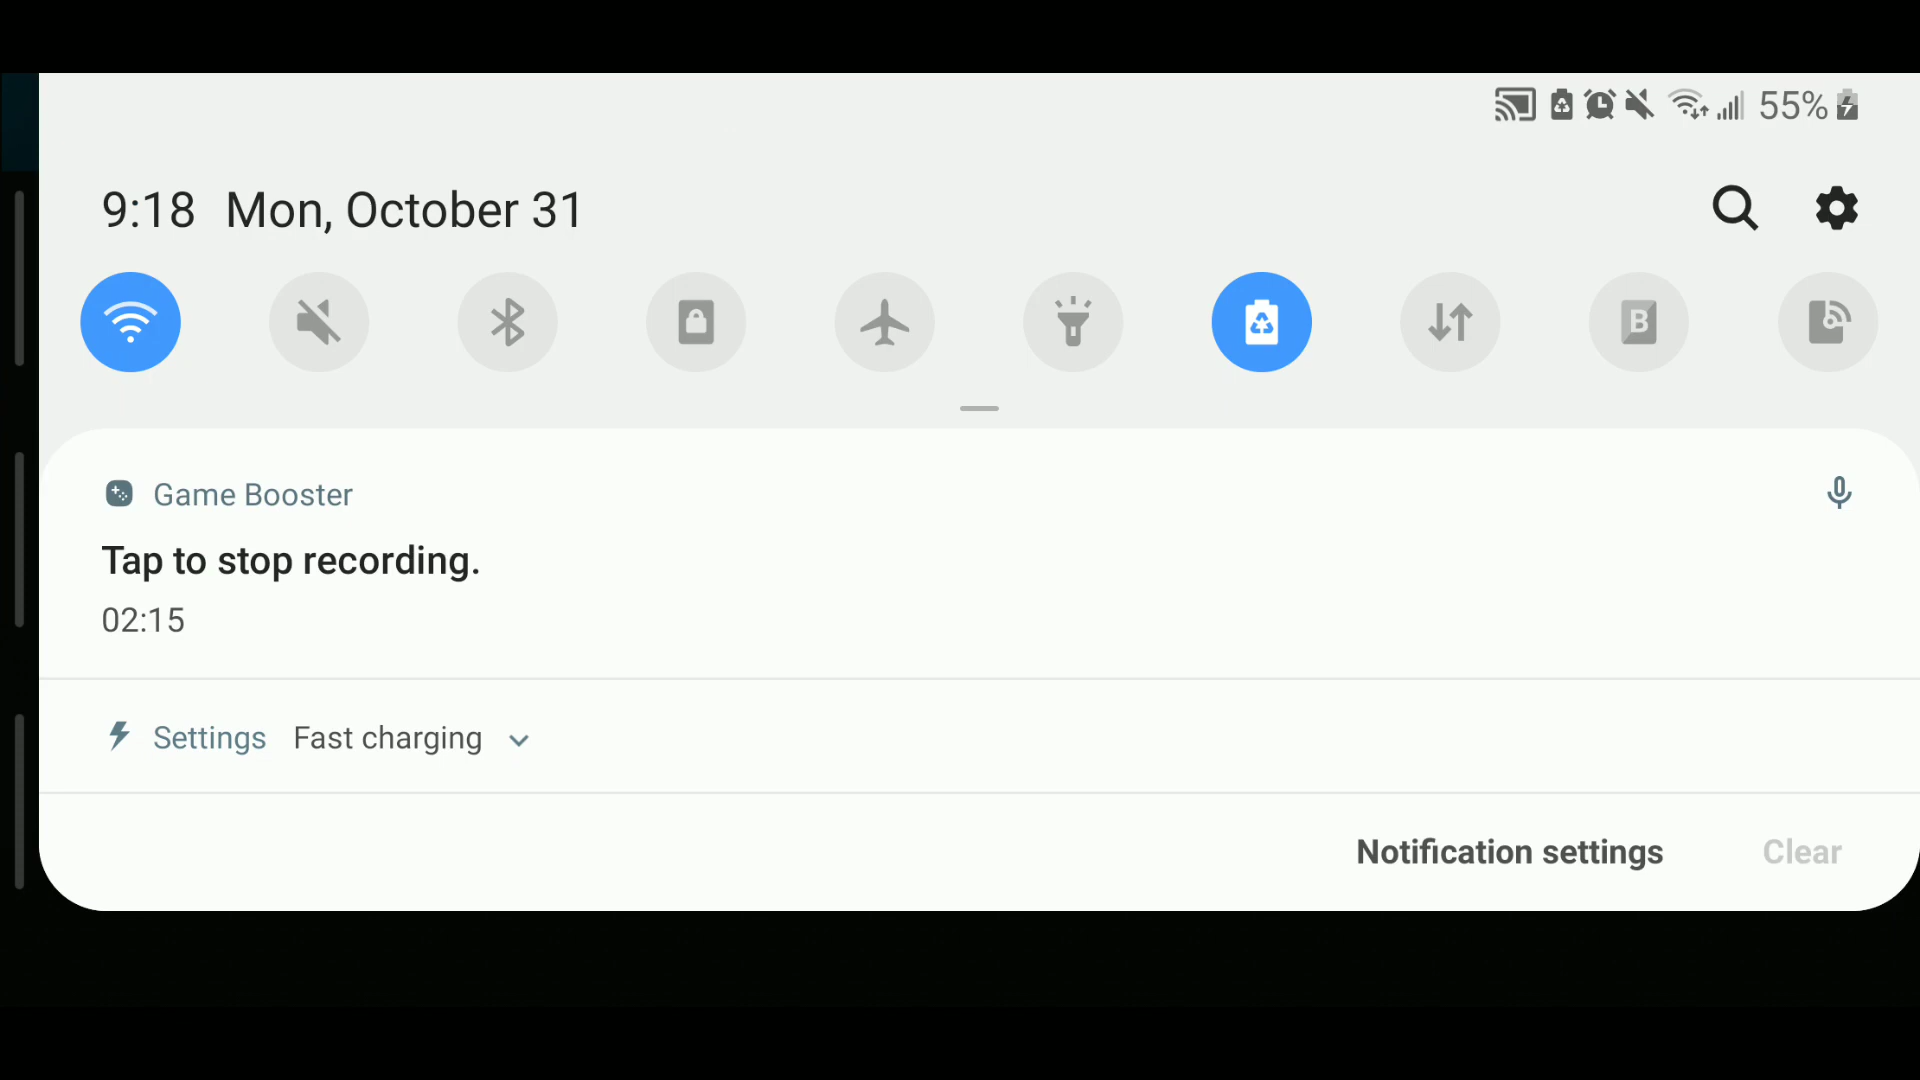 55%
9:18 Mon, October 31
B
Game Booster
Tap to stop recording.
02:15
Settings Fast charging
Notification settings Clear